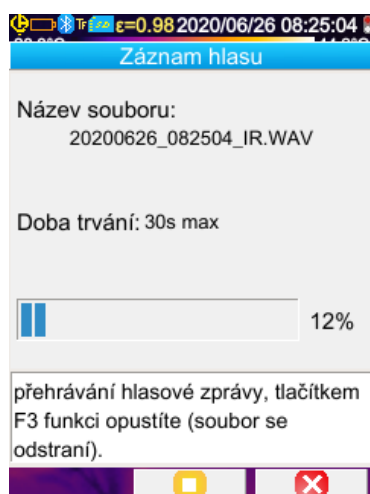 TF ε=0.98 2020/06/26 08:25:04
Záznam hlasu
Název souboru:
20200626_082504_IR.WAV
Doba trvání: 30s max
12%
přehrávání hlasové zprávy, tlačítkem
F3 funkci opustíte (soubor se
odstraní).